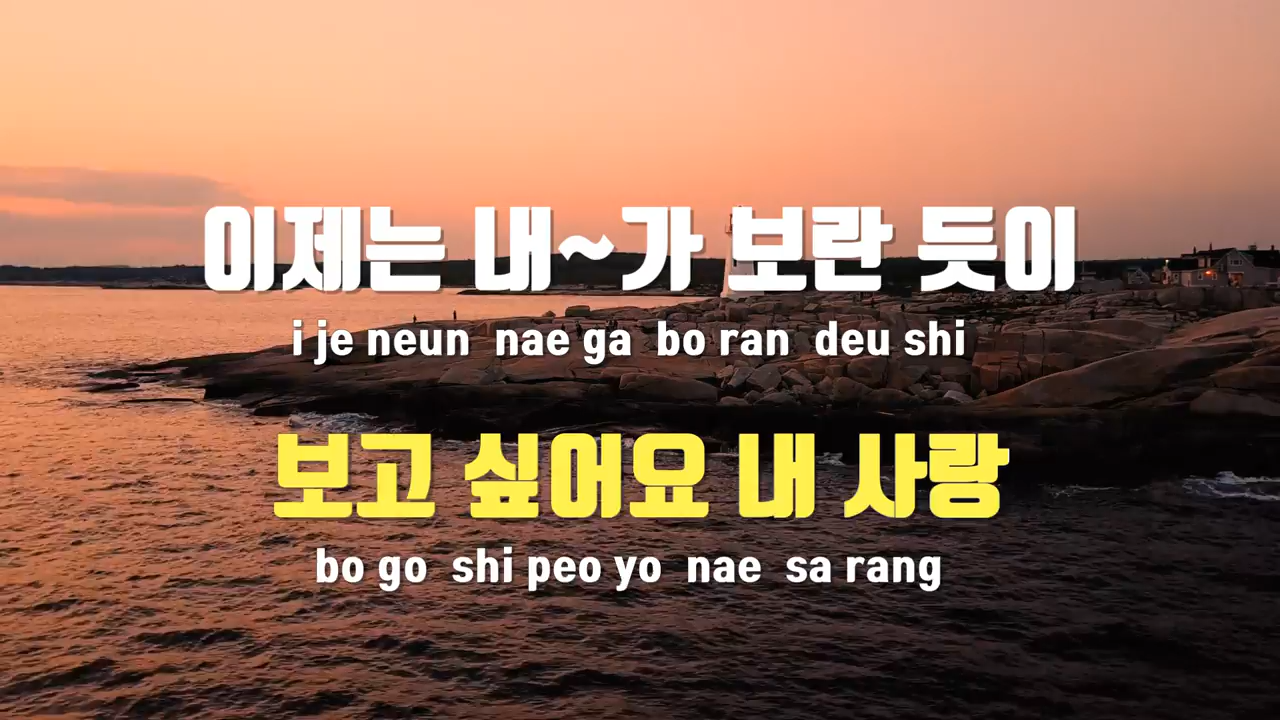 이제는 내~가 보란 듯이
i je neun nae ga bo ran deu shi
보고 싶어요 내 사랑
bo go shi peo yo nae sa rang